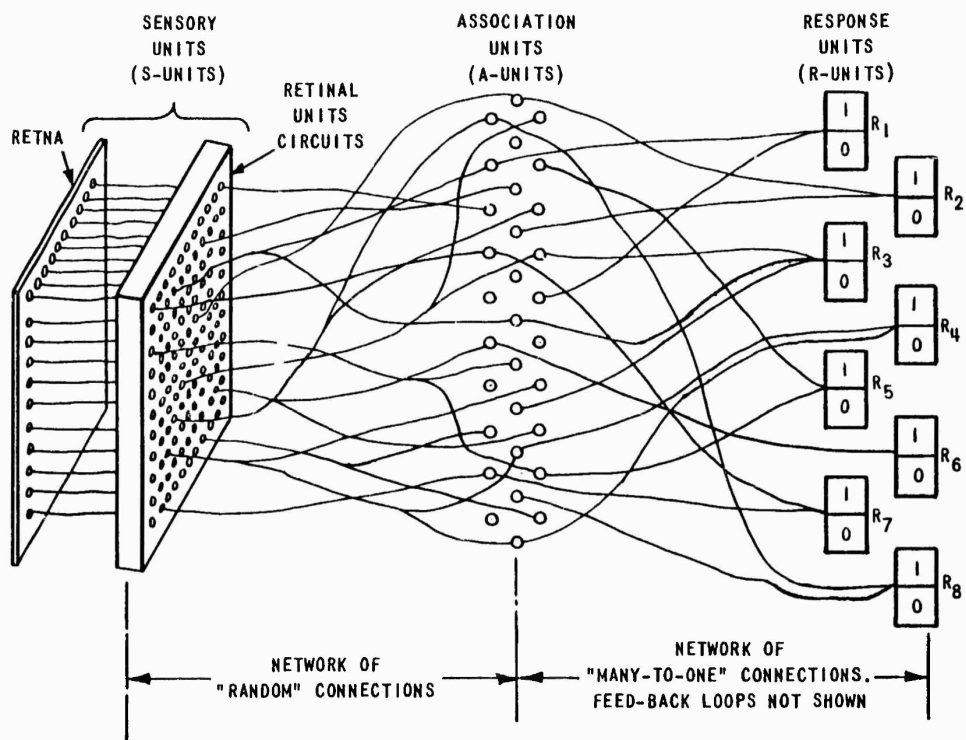 SENSORY
UNITS
(S-UNITS)
ASSOCIATION
UNITS
(A-UNITS)
RESPONSE
UNITS
(R-UNITS)
RETINAL
UNITS
CIRCUITS
RETNA
1
0
R1
1
0
R2
1
0
R3
1
0
R4
1
0
R5
1
0
R6
1
0
R7
1
0
R8
NETWORK OF
"RANDOM" CONNECTIONS
NETWORK OF
"MANY-TO-ONE" CONNECTIONS.
FEED-BACK LOOPS NOT SHOWN